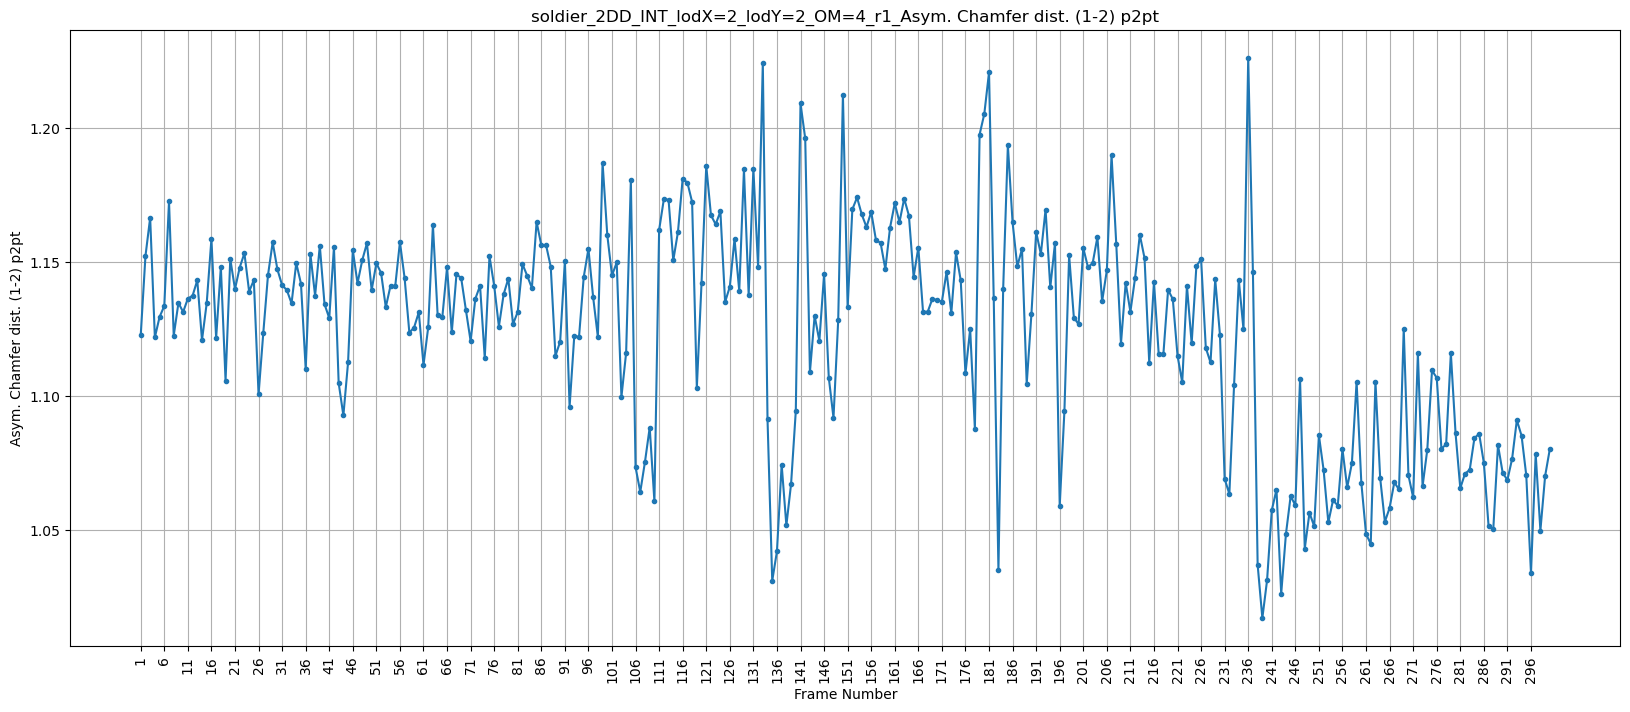 soldier_2DD_INT_lodX=2_lodY=2_OM=4_r1_Asym. Chamfer dist. (1-2) p2pt
Asym. Chamfer dist. (1-2) p2pt
1.20
1.15
1.10
1.05
1 6 11 16 21 26 31 36 41 46 51 56 61 66 71 76 81 86 91 96 101 106 111 116 121 126 131 136 141 146 151 156 161 166 171 176 181 186 191 196 201 206 211 216 221 226 231 236 241 246 251 256 261 266 271 276 281 286 291 296
Frame Number